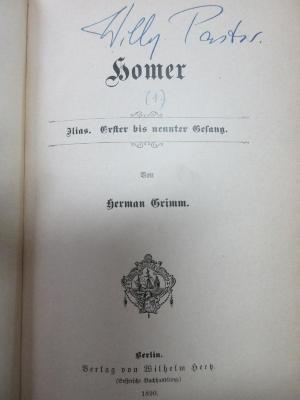 Willy Pastor.
Homer
(1.)
Ilias. Erster bis neunter Gesang.
Von
Herman Grimm.
Berlin.
Verlag von Wilhelm Hertz.
(Bessersche Buchhandlung)
1890.